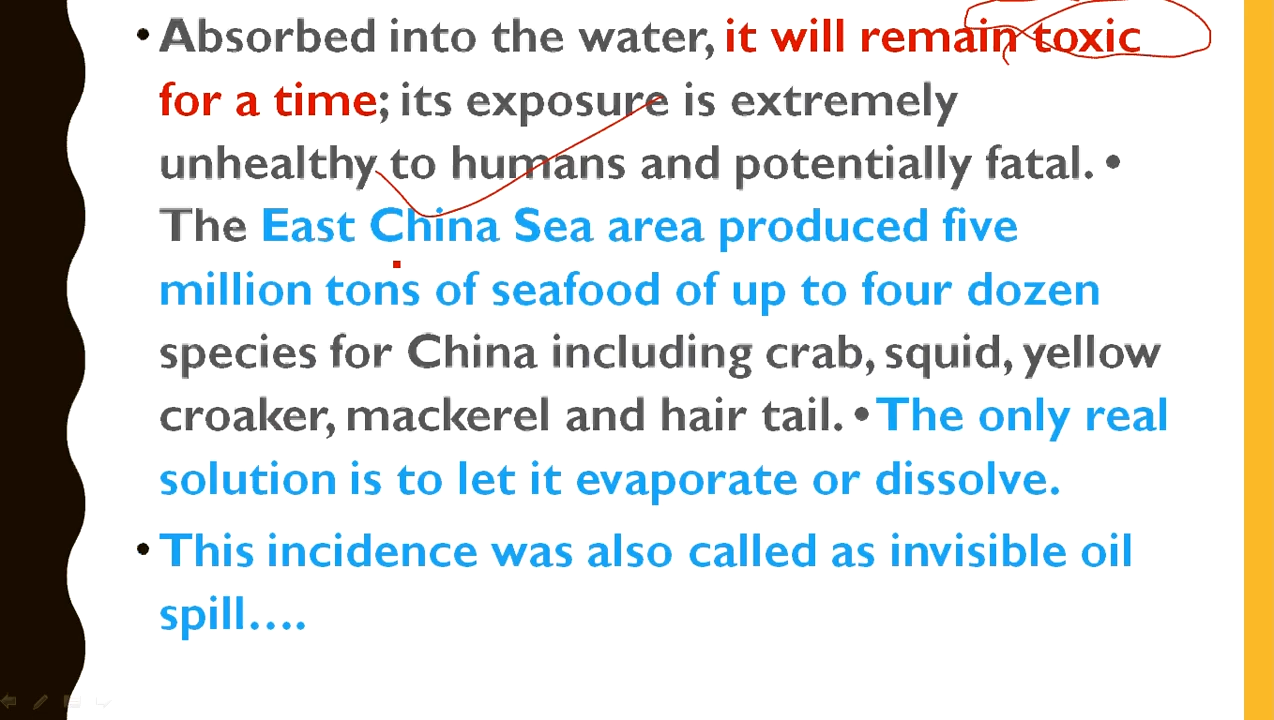 • Absorbed into the water, it will remain toxic
for a time; its exposure is extremely
unhealthy to humans and potentially fatal. •
The East China Sea area produced five
million tons of seafood of up to four dozen
species for China including crab, squid, yellow
croaker, mackerel and hair tail. • The only real
solution is to let it evaporate or dissolve.
• This incidence was also called as invisible oil
spill….